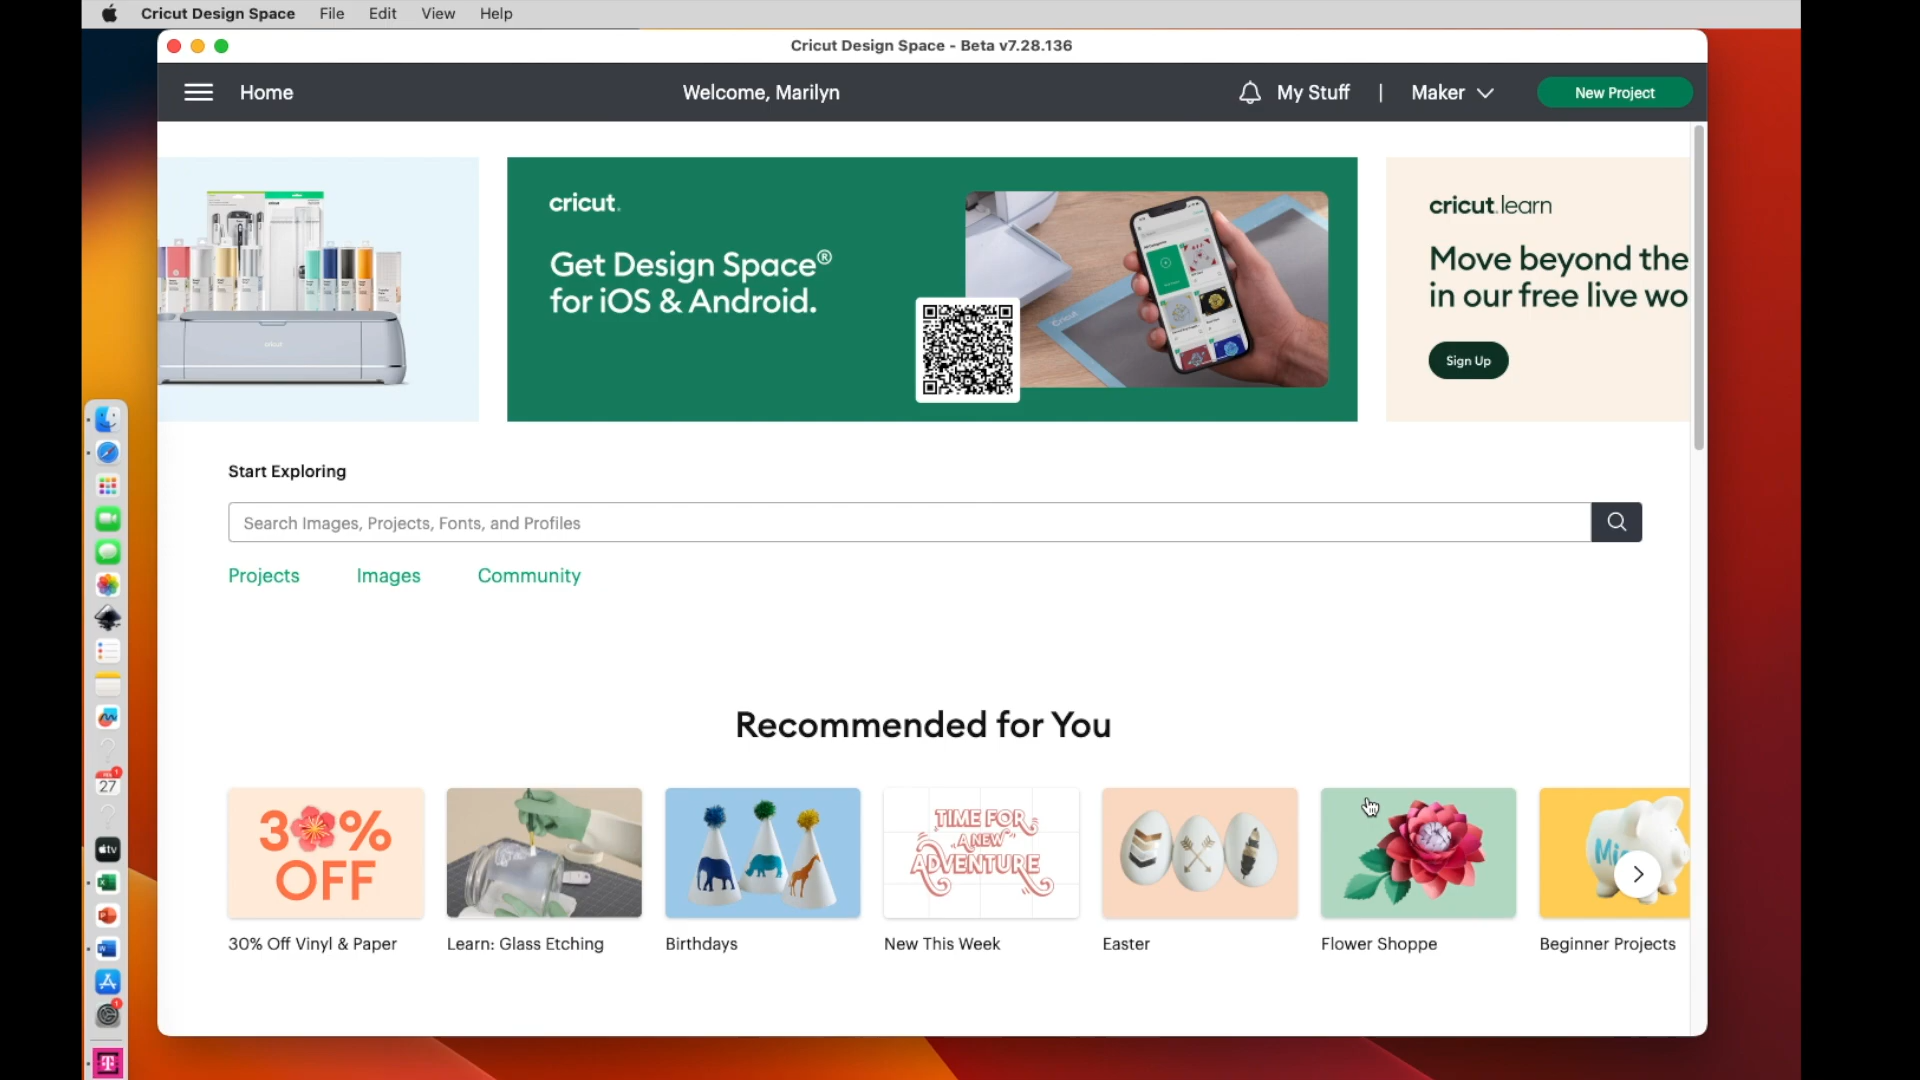 Cricut Design Space File Edit View Help
Cricut Design Space - Beta v7.28.136
Home
Welcome, Marilyn
My Stuff | Maker
New Project
cricut
cricut.
Get Design Space®
for iOS & Android.
cricut learn
Move beyond the
in our free live wo
Sign Up
Start Exploring
Search Images, Projects, Fonts, and Profiles
Projects Images Community
Recommended for You
30%
OFF
TIME FOR
A NEW
ADVENTURE
30% Off Vinyl & Paper
Learn: Glass Etching
Birthdays
New This Week
Easter
Flower Shoppe
Beginner Projects
27
tv